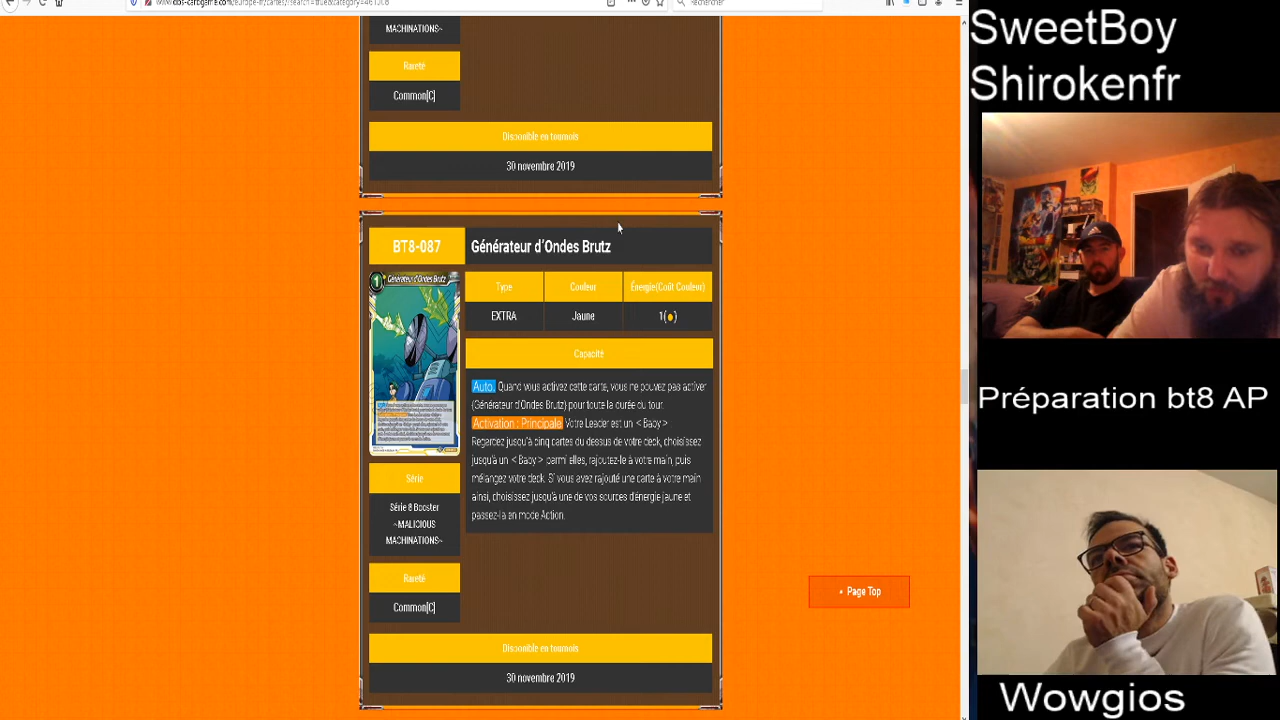 Rechercher
MACHINATIONS~
Rareté
Common[C]
Disponible en tournois
30 novembre 2019
BT8-087
Générateur d'Ondes Brutz
1
Générateur d'Ondes Brutz
Type
Couleur
Énergie(Coût Couleur)
EXTRA
Jaune
1( )
Capacité
Auto. Quand vous activez cette carte, vous ne pouvez pas activer
{Générateur d'Ondes Brutz} pour toute la durée du tour.
Activation : Principale Votre Leader est un < Baby >
Regardez jusqu'à cinq cartes du dessus de votre deck, choisissez
jusqu'à un < Baby > parmi elles, rajoutez-le à votre main, puis
mélangez votre deck. Si vous avez rajouté une carte à votre main
ainsi, choisissez jusqu'à une de vos sources d'énergie jaune et
passez-la en mode Action.
Série
Série 8 Booster
~MALICIOUS
MACHINATIONS~
Rareté
Common[C]
Disponible en tournois
30 novembre 2019
Page Top
SweetBoy
Shirokenfr
Préparation bt8 AP
Wowgios